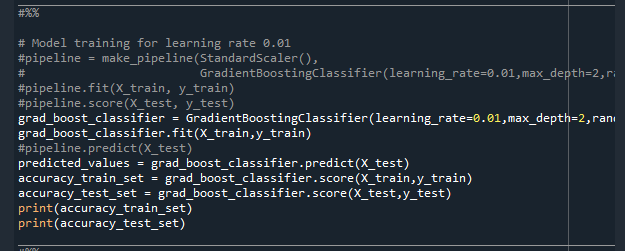 #%%
# Model training for learning rate 0.01
#pipeline = make_pipeline(StandardScaler(),
# GradientBoostingClassifier(learning_rate=0.01,max_depth=2,ra
#pipeline.fit(X_train, y_train)
#pipeline.score(X_test, y_test)
grad_boost_classifier = GradientBoostingClassifier(learning_rate=0.01,max_depth=2,rand
grad_boost_classifier.fit(X_train,y_train)
#pipeline.predict(X_test)
predicted_values = grad_boost_classifier.predict(X_test)
accuracy_train_set = grad_boost_classifier.score(X_train,y_train)
accuracy_test_set = grad_boost_classifier.score(X_test,y_test)
print(accuracy_train_set)
print(accuracy_test_set)
#%%